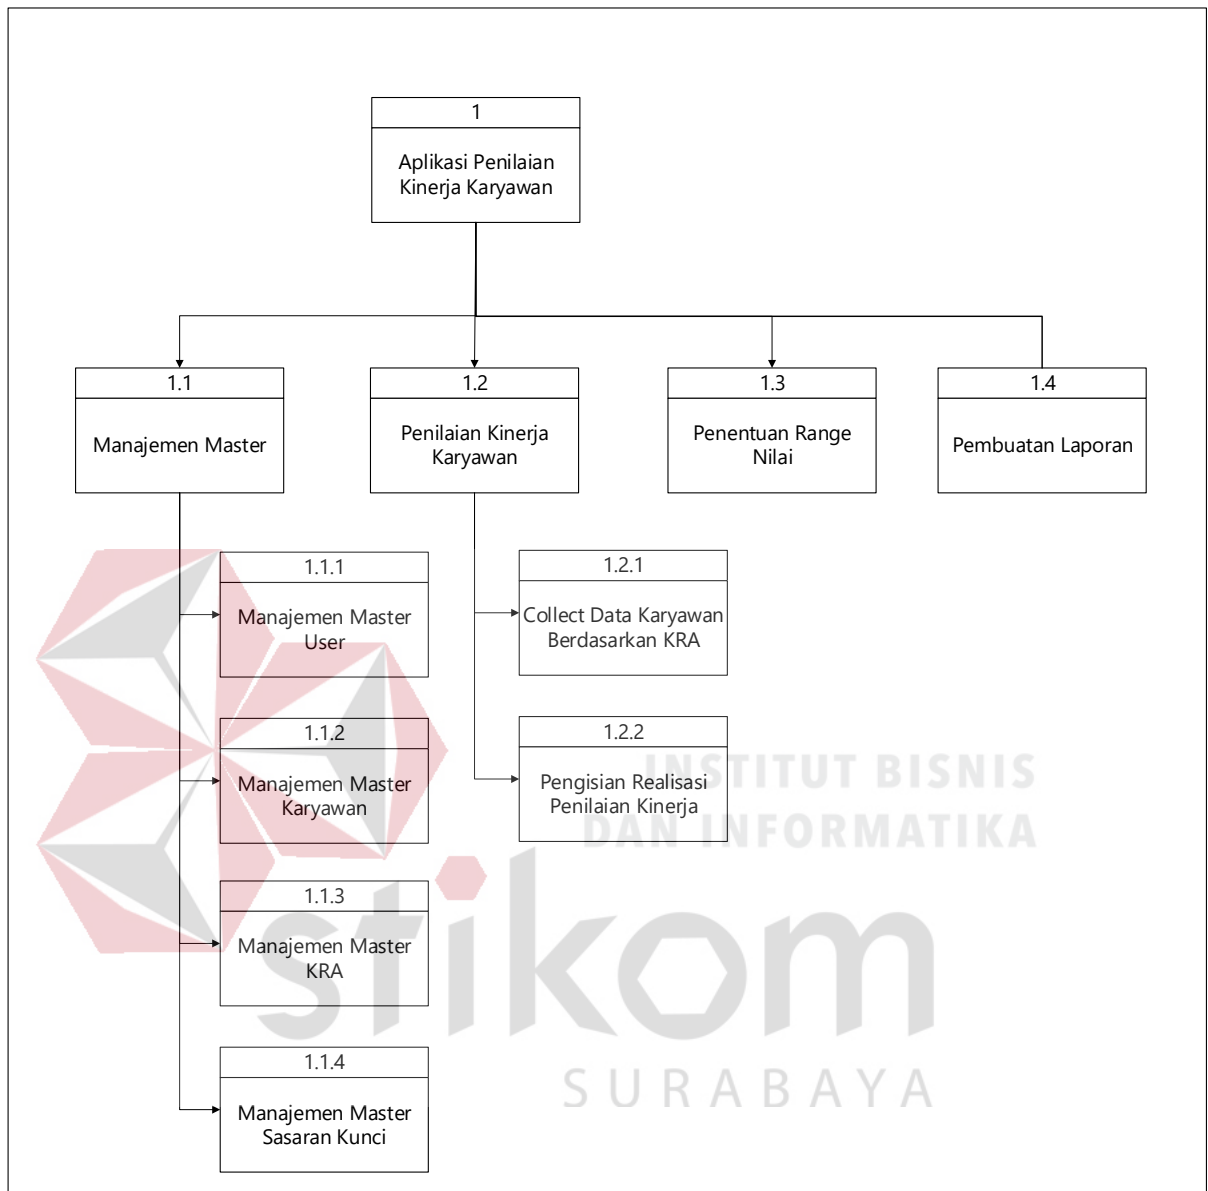 1
Aplikasi Penilaian
Kinerja Karyawan
1.1
Manajemen Master
1.2
Penilaian Kinerja
Karyawan
1.3
Penentuan Range
Nilai
1.4
Pembuatan Laporan
1.1.1
Manajemen Master
User
1.1.2
Manajemen Master
Karyawan
1.1.3
Manajemen Master
KRA
1.1.4
Manajemen Master
Sasaran Kunci
1.2.1
Collect Data Karyawan
Berdasarkan KRA
1.2.2
Pengisian Realisasi
Penilaian Kinerja
INSTITUT BISNIS
DAN INFORMATIKA
stikom
SURABAYA